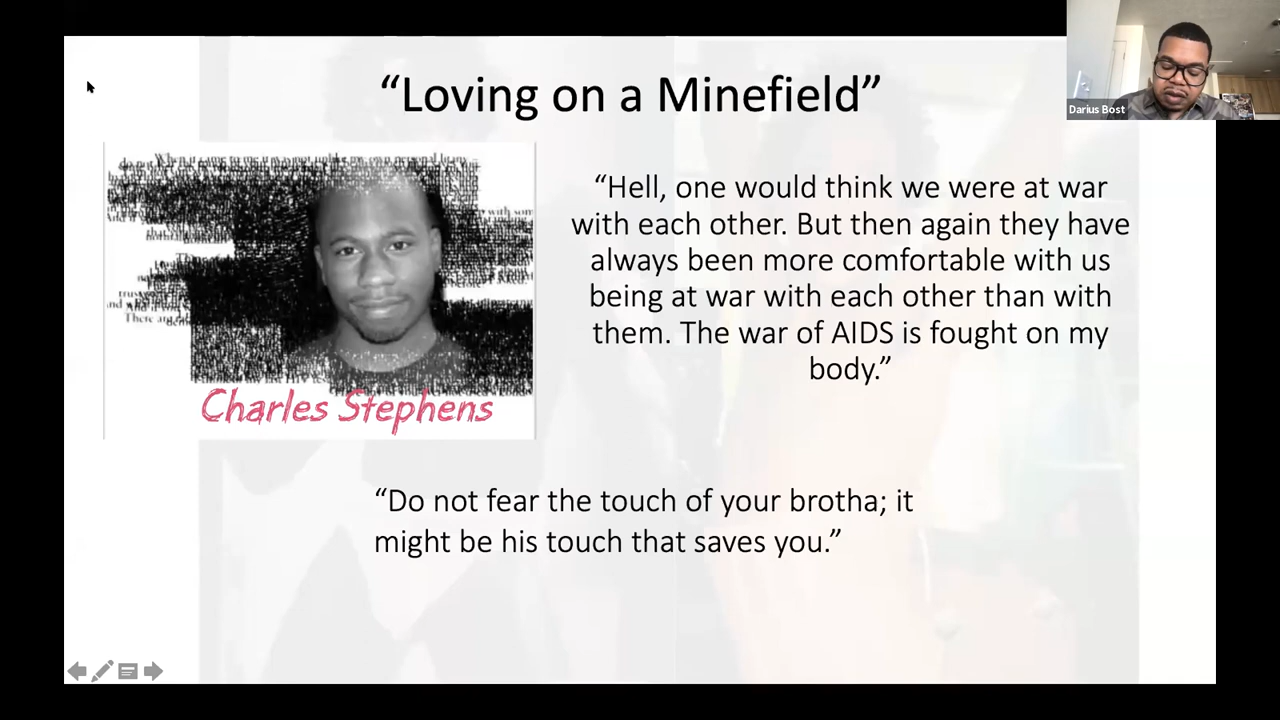 “Loving on a Minefield”
Darius Bost
“Hell, one would think we were at war
with each other. But then again they have
always been more comfortable with us
being at war with each other than with
them. The war of AIDS is fought on my
body.”
Charles Stephens
“Do not fear the touch of your brotha; it
might be his touch that saves you.”